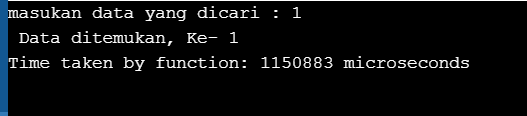 masukan data yang dicari : 1
Data ditemukan, Ke- 1
Time taken by function: 1150883 microseconds